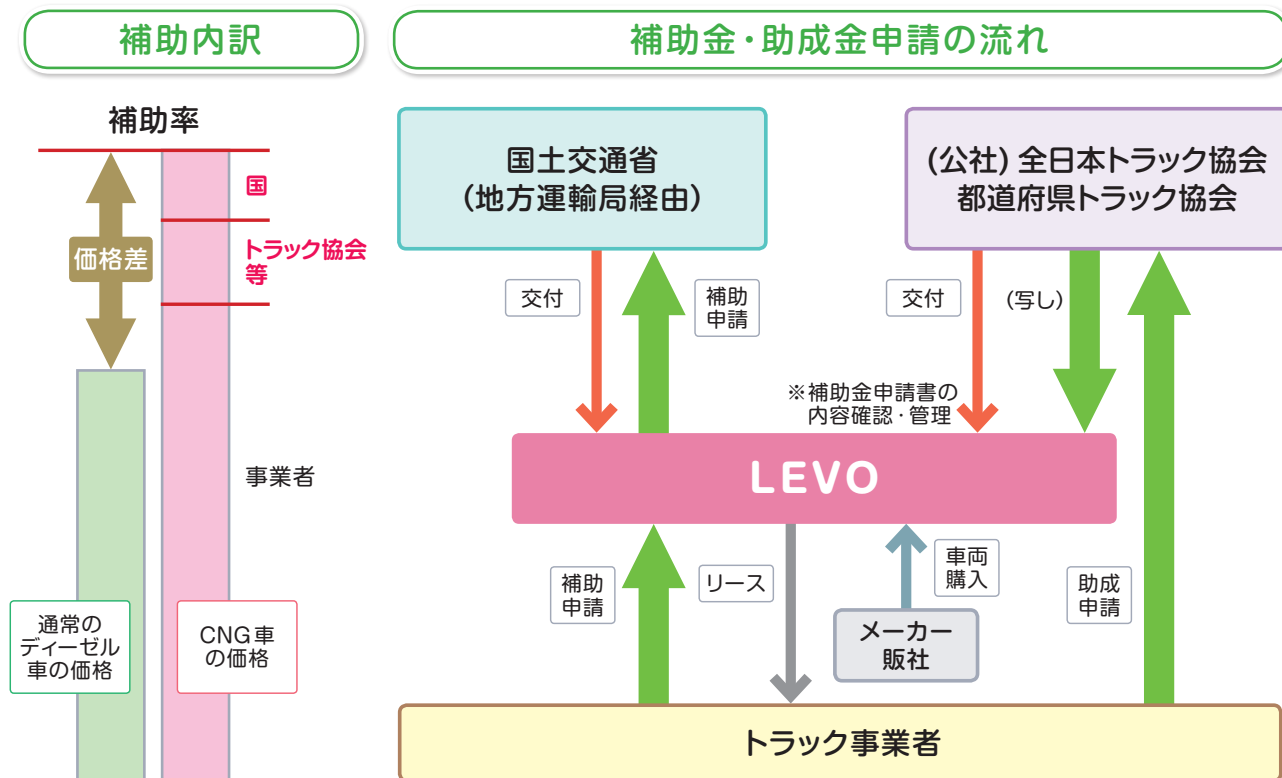 補助内訳
補助率
国
トラック協会
等
価格差
事業者
通常の
ディーゼル
車の価格
CNG車
の価格
補助金・助成金申請の流れ
国土交通省
(地方運輸局経由)
(公社)全日本トラック協会
都道府県トラック協会
交付
補助
申請
交付
(写し)
※補助金申請書の
内容確認・管理
LEVO
補助
申請
リース
車両
購入
助成
申請
メーカー
販社
トラック事業者